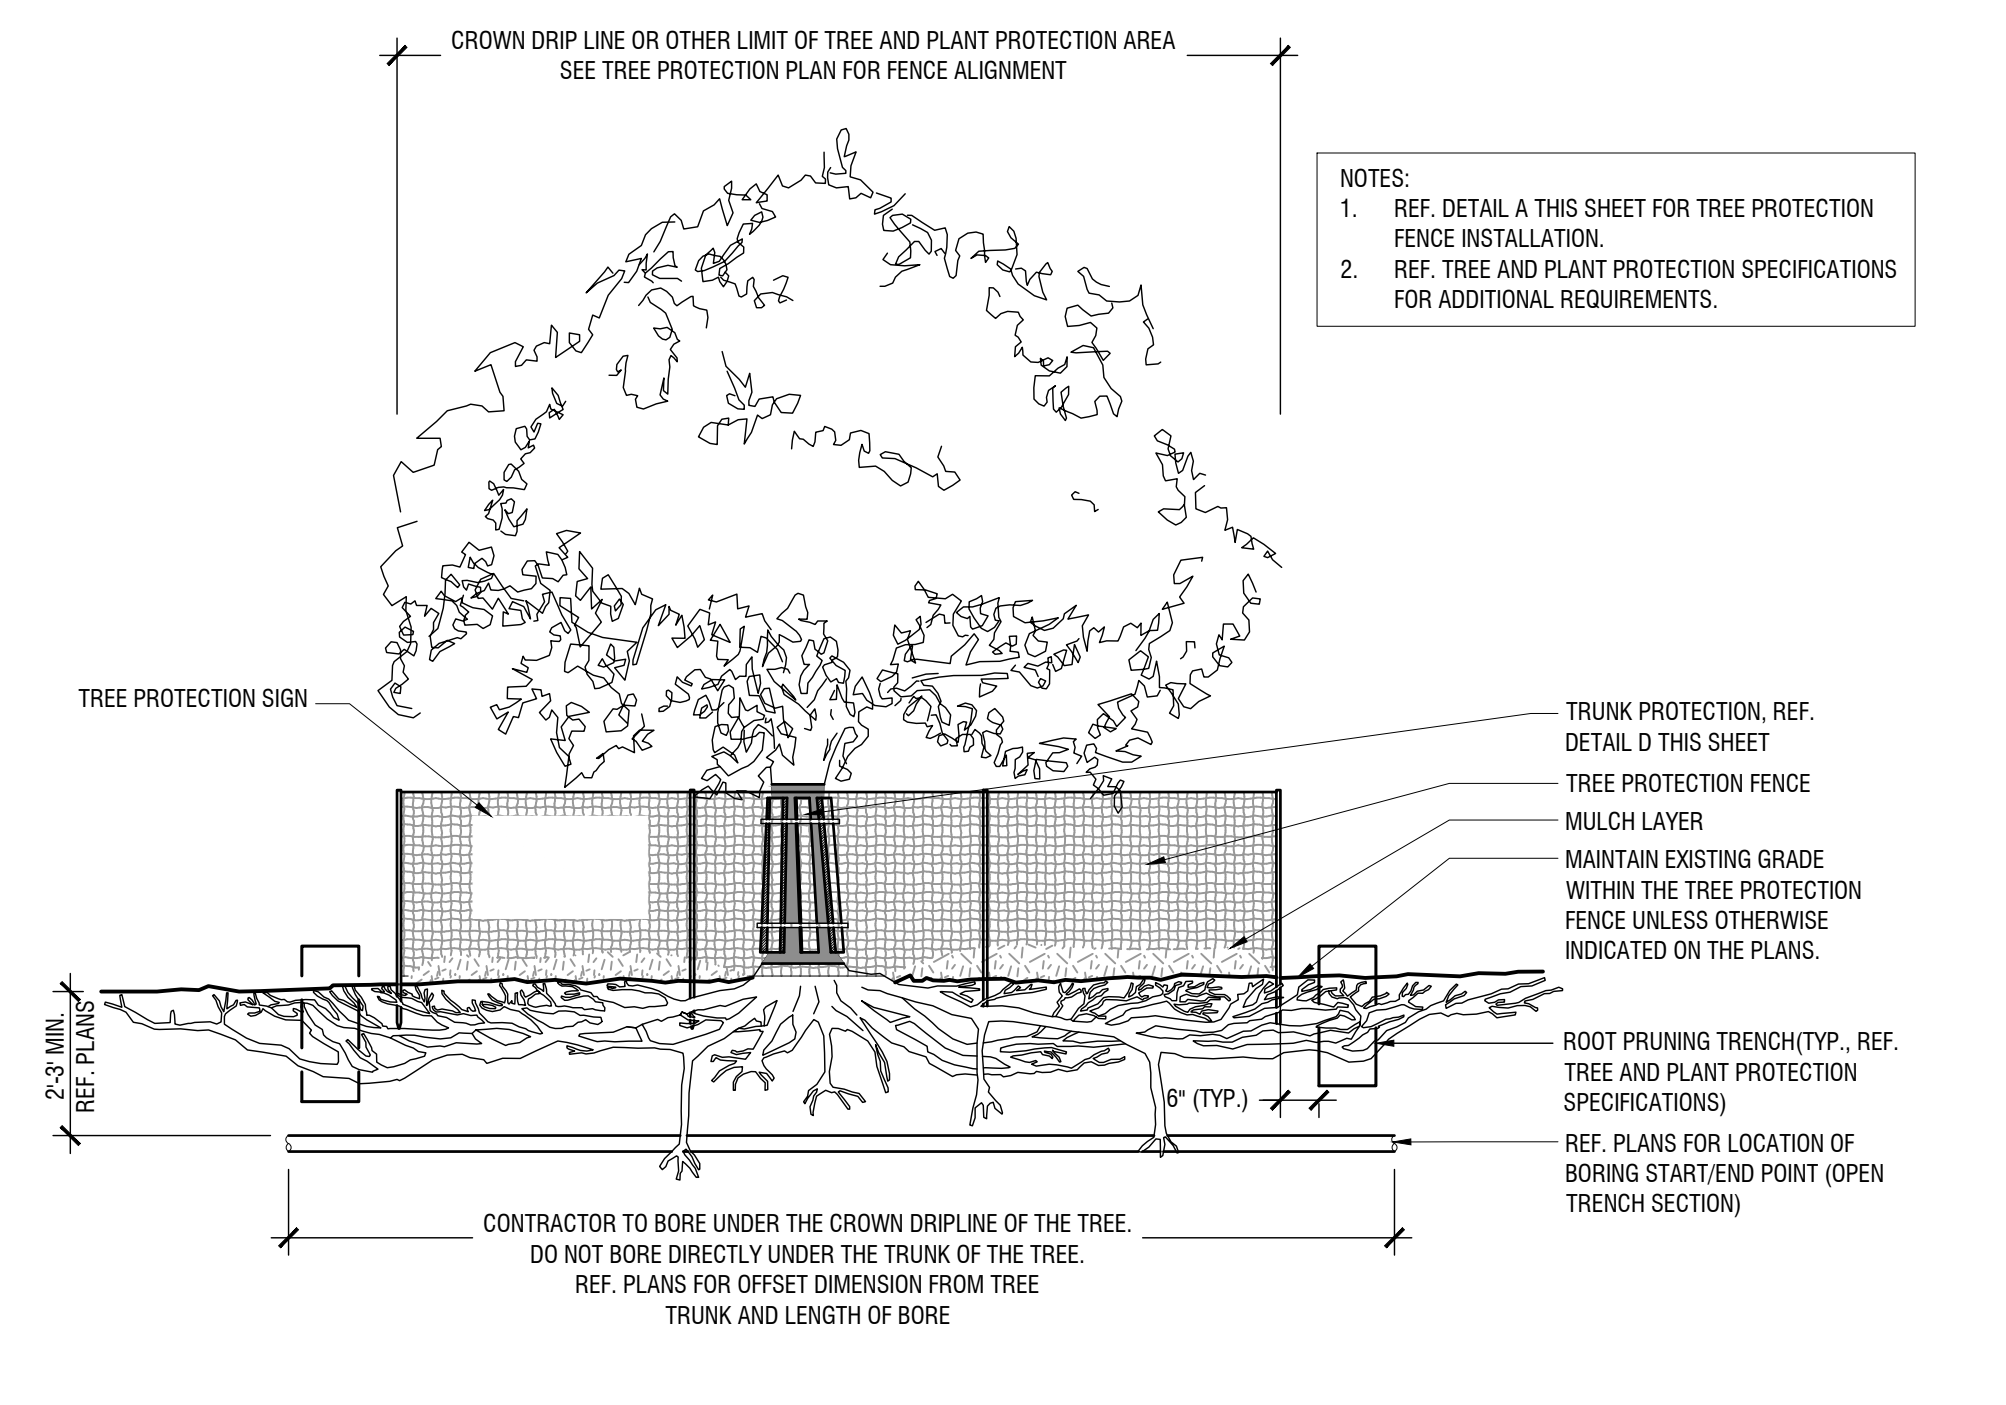 CROWN DRIP LINE OR OTHER LIMIT OF TREE AND PLANT PROTECTION AREA
SEE TREE PROTECTION PLAN FOR FENCE ALIGNMENT
NOTES:
1. REF. DETAIL A THIS SHEET FOR TREE PROTECTION
FENCE INSTALLATION.
2. REF. TREE AND PLANT PROTECTION SPECIFICATIONS
FOR ADDITIONAL REQUIREMENTS.
TREE PROTECTION SIGN
TRUNK PROTECTION, REF.
DETAIL D THIS SHEET
TREE PROTECTION FENCE
MULCH LAYER
MAINTAIN EXISTING GRADE
WITHIN THE TREE PROTECTION
FENCE UNLESS OTHERWISE
INDICATED ON THE PLANS.
2'-3' MIN.
REF. PLANS
ROOT PRUNING TRENCH(TYP., REF.
TREE AND PLANT PROTECTION
SPECIFICATIONS)
6" (TYP.)
REF. PLANS FOR LOCATION OF
BORING START/END POINT (OPEN
TRENCH SECTION)
CONTRACTOR TO BORE UNDER THE CROWN DRIPLINE OF THE TREE.
DO NOT BORE DIRECTLY UNDER THE TRUNK OF THE TREE.
REF. PLANS FOR OFFSET DIMENSION FROM TREE
TRUNK AND LENGTH OF BORE